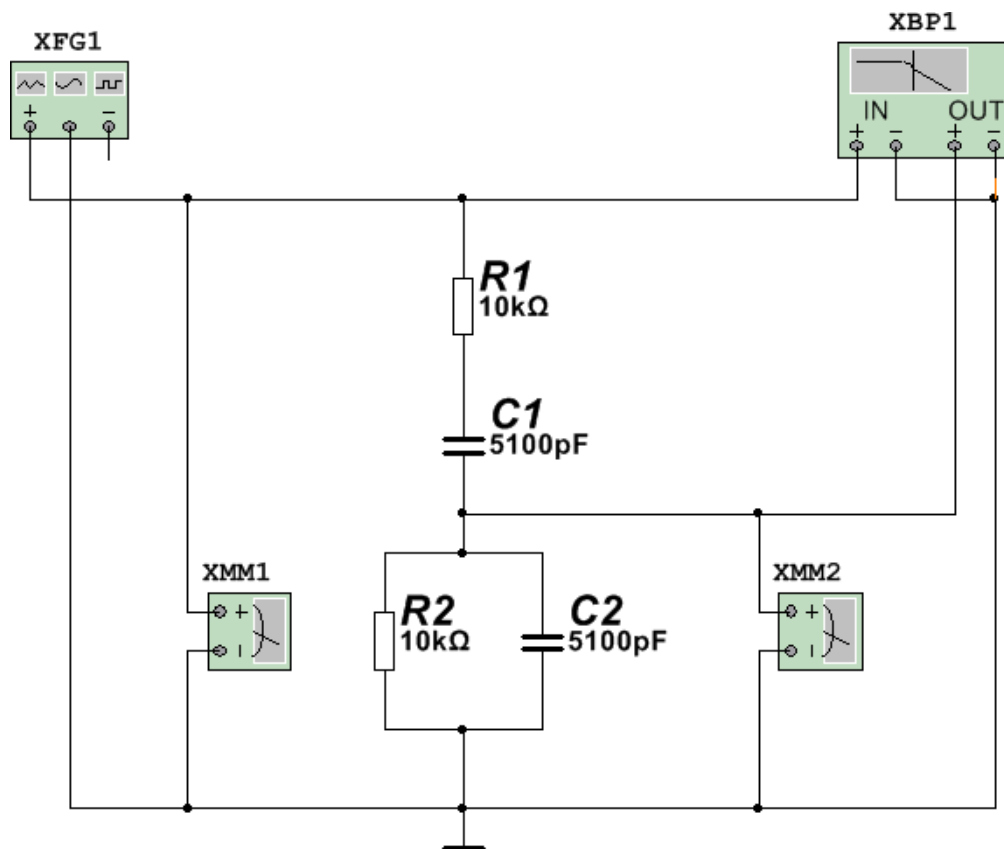 XBP1
XFG1
+ −
IN OUT
+ − + −
R1
10kΩ
C1
5100pF
XMM1
XMM2
R2
10kΩ
C2
5100pF
+
+